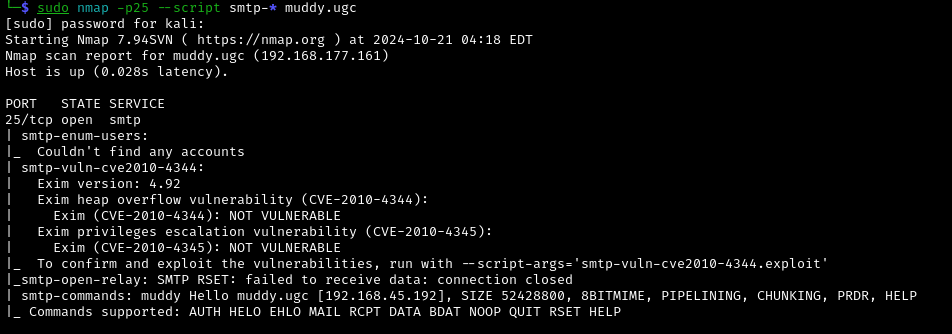 └─$ sudo nmap -p25 --script smtp-* muddy.ugc
[sudo] password for kali:
Starting Nmap 7.94SVN ( https://nmap.org ) at 2024-10-21 04:18 EDT
Nmap scan report for muddy.ugc (192.168.177.161)
Host is up (0.028s latency).

PORT   STATE SERVICE
25/tcp open  smtp
| smtp-enum-users:
|_  Couldn't find any accounts
| smtp-vuln-cve2010-4344:
|   Exim version: 4.92
|   Exim heap overflow vulnerability (CVE-2010-4344):
|     Exim (CVE-2010-4344): NOT VULNERABLE
|   Exim privileges escalation vulnerability (CVE-2010-4345):
|     Exim (CVE-2010-4345): NOT VULNERABLE
|_  To confirm and exploit the vulnerabilities, run with --script-args='smtp-vuln-cve2010-4344.exploit'
|_smtp-open-relay: SMTP RSET: failed to receive data: connection closed
| smtp-commands: muddy Hello muddy.ugc [192.168.45.192], SIZE 52428800, 8BITMIME, PIPELINING, CHUNKING, PRDR, HELP
|_ Commands supported: AUTH HELO EHLO MAIL RCPT DATA BDAT NOOP QUIT RSET HELP